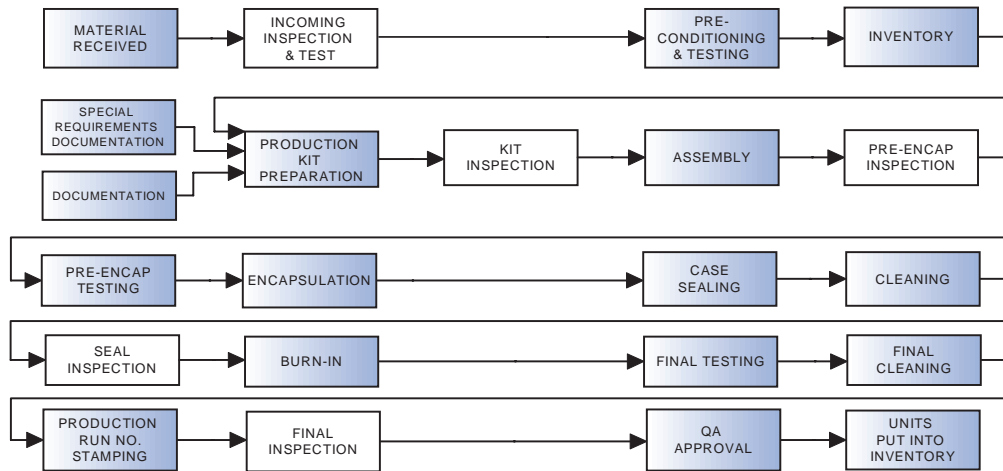 MATERIAL
RECEIVED
INCOMING
INSPECTION
& TEST
PRE-
CONDITIONING
& TESTING
INVENTORY
SPECIAL
REQUIREMENTS
DOCUMENTATION
DOCUMENTATION
PRODUCTION
KIT
PREPARATION
KIT
INSPECTION
ASSEMBLY
PRE-ENCAP
INSPECTION
PRE-ENCAP
TESTING
ENCAPSULATION
CASE
SEALING
CLEANING
SEAL
INSPECTION
BURN-IN
FINAL TESTING
FINAL
CLEANING
PRODUCTION
RUN NO.
STAMPING
FINAL
INSPECTION
QA
APPROVAL
UNITS
PUT INTO
INVENTORY